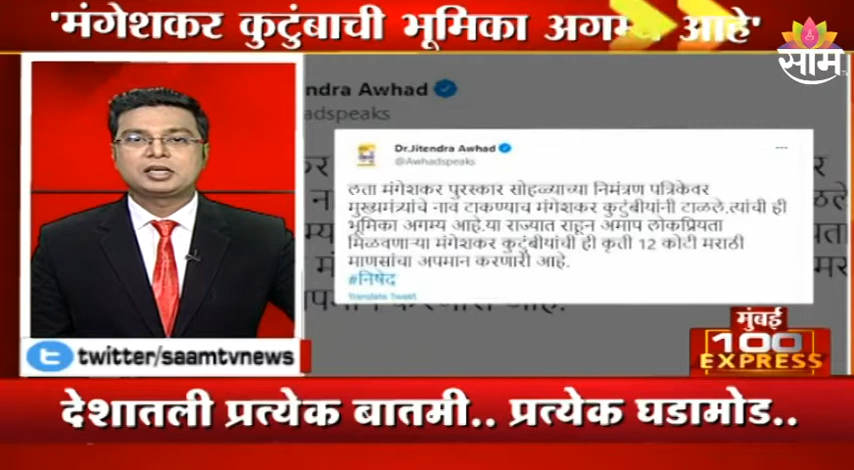 'मंगेशकर कुटुंबाची भूमिका अगम्य आहे'
साम
ndra Awhad
adspeaks
Dr.Jitendra Awhad
@Awhadspeaks
लता मंगेशकर पुरस्कार सोहळ्याच्या निमंत्रण पत्रिकेवर
मुख्यमंत्र्यांचे नाव टाकण्याच मंगेशकर कुटुंबीयांनी टाळले.त्यांची ही
भूमिका अगम्य आहे.या राज्यात राहून अमाप लोकप्रियता
मिळवणाऱ्या मंगेशकर कुटुंबीयांची ही कृती 12 कोटी मराठी
माणसांचा अपमान करणारी आहे.
#निषेद
Translate Tweet
मुंबई
100
EXPRESS
twitter/saamtvnews
देशातली प्रत्येक बातमी.. प्रत्येक घडामोड..